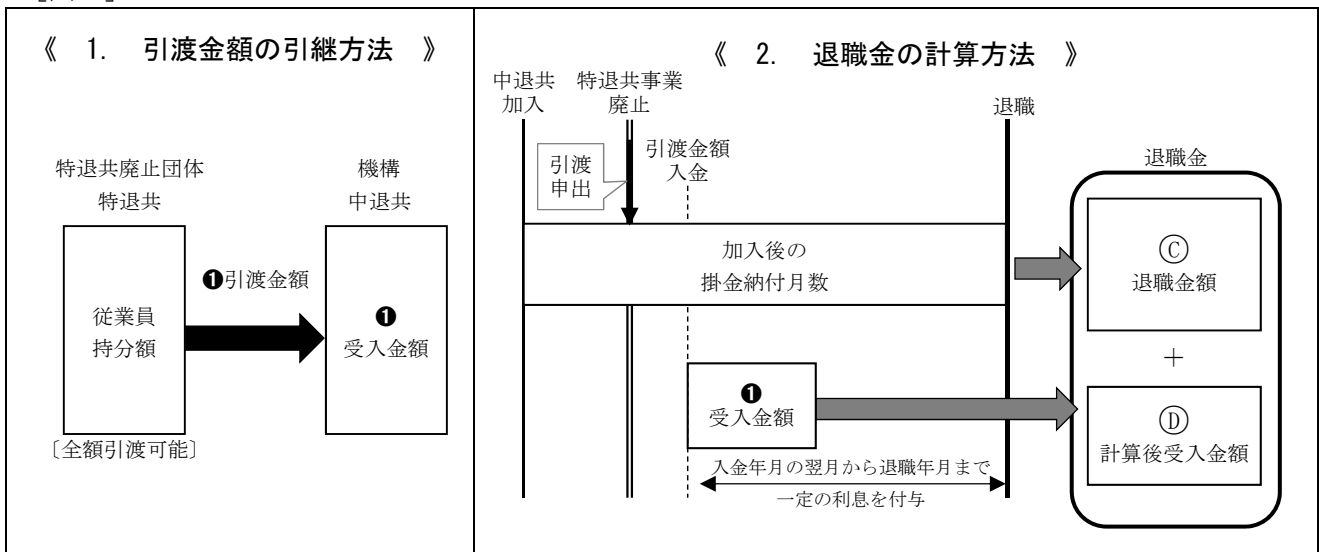 《 1. 引渡金額の引継方法 》
特退共廃止団体
特退共
機構
中退共
❶引渡金額
従業員
持分額
❶
受入金額
〔全額引渡可能〕
《 2. 退職金の計算方法 》
中退共
加入
特退共事業
廃止
退職
引渡
申出
引渡金額
入金
退職金
加入後の
掛金納付月数
Ⓒ
退職金額
+
❶
受入金額
Ⓓ
計算後受入金額
入金年月の翌月から退職年月まで
一定の利息を付与